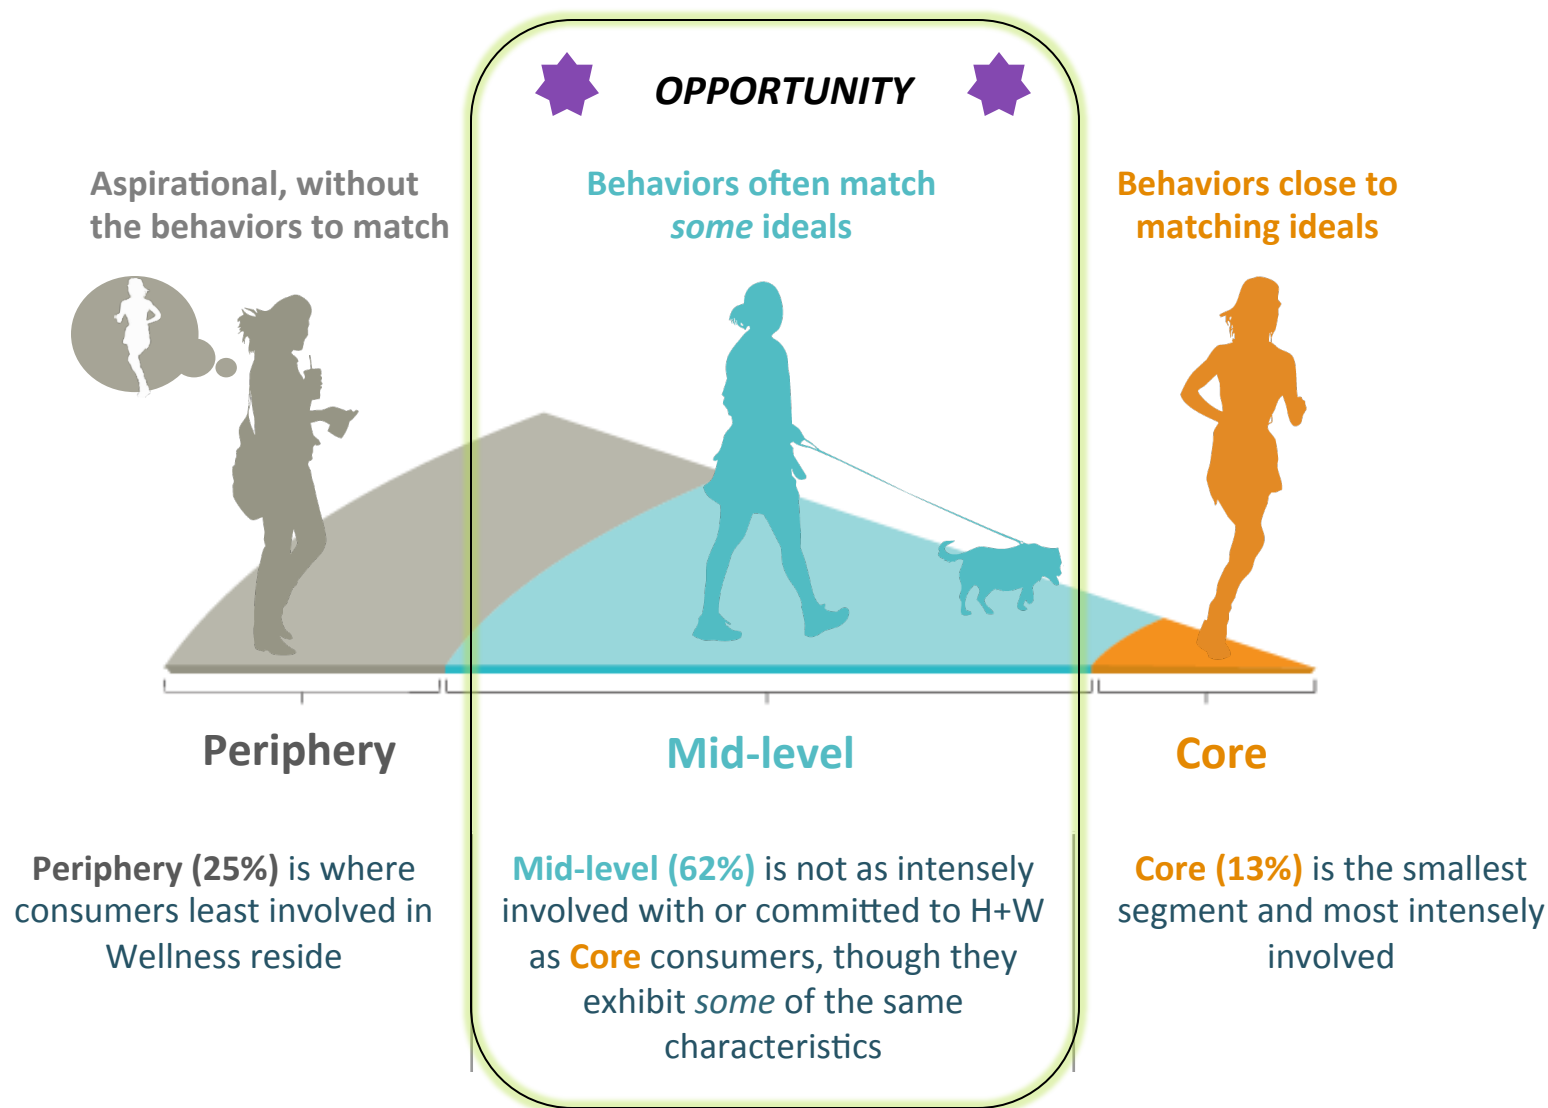 OPPORTUNITY
Aspirational, without
the behaviors to match
Behaviors often match
some ideals
Behaviors close to
matching ideals
Periphery
Mid-level
Core
Periphery (25%) is where
consumers least involved in
Wellness reside
Mid-level (62%) is not as intensely
involved with or committed to H+W
as Core consumers, though they
exhibit some of the same
characteristics
Core (13%) is the smallest
segment and most intensely
involved